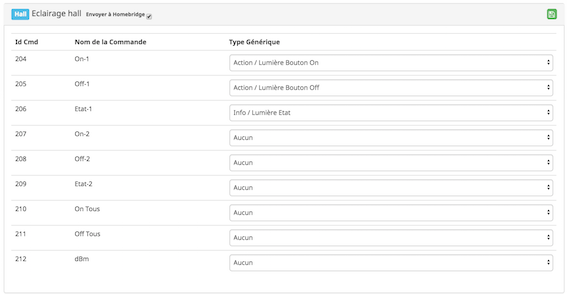 Hall Eclairage hall Envoyer à Homebridge
Id Cmd Nom de la Commande Type Générique
204 On-1 Action / Lumière Bouton On
205 Off-1 Action / Lumière Bouton Off
206 Etat-1 Info / Lumière Etat
207 On-2 Aucun
208 Off-2 Aucun
209 Etat-2 Aucun
210 On Tous Aucun
211 Off Tous Aucun
212 dBm Aucun